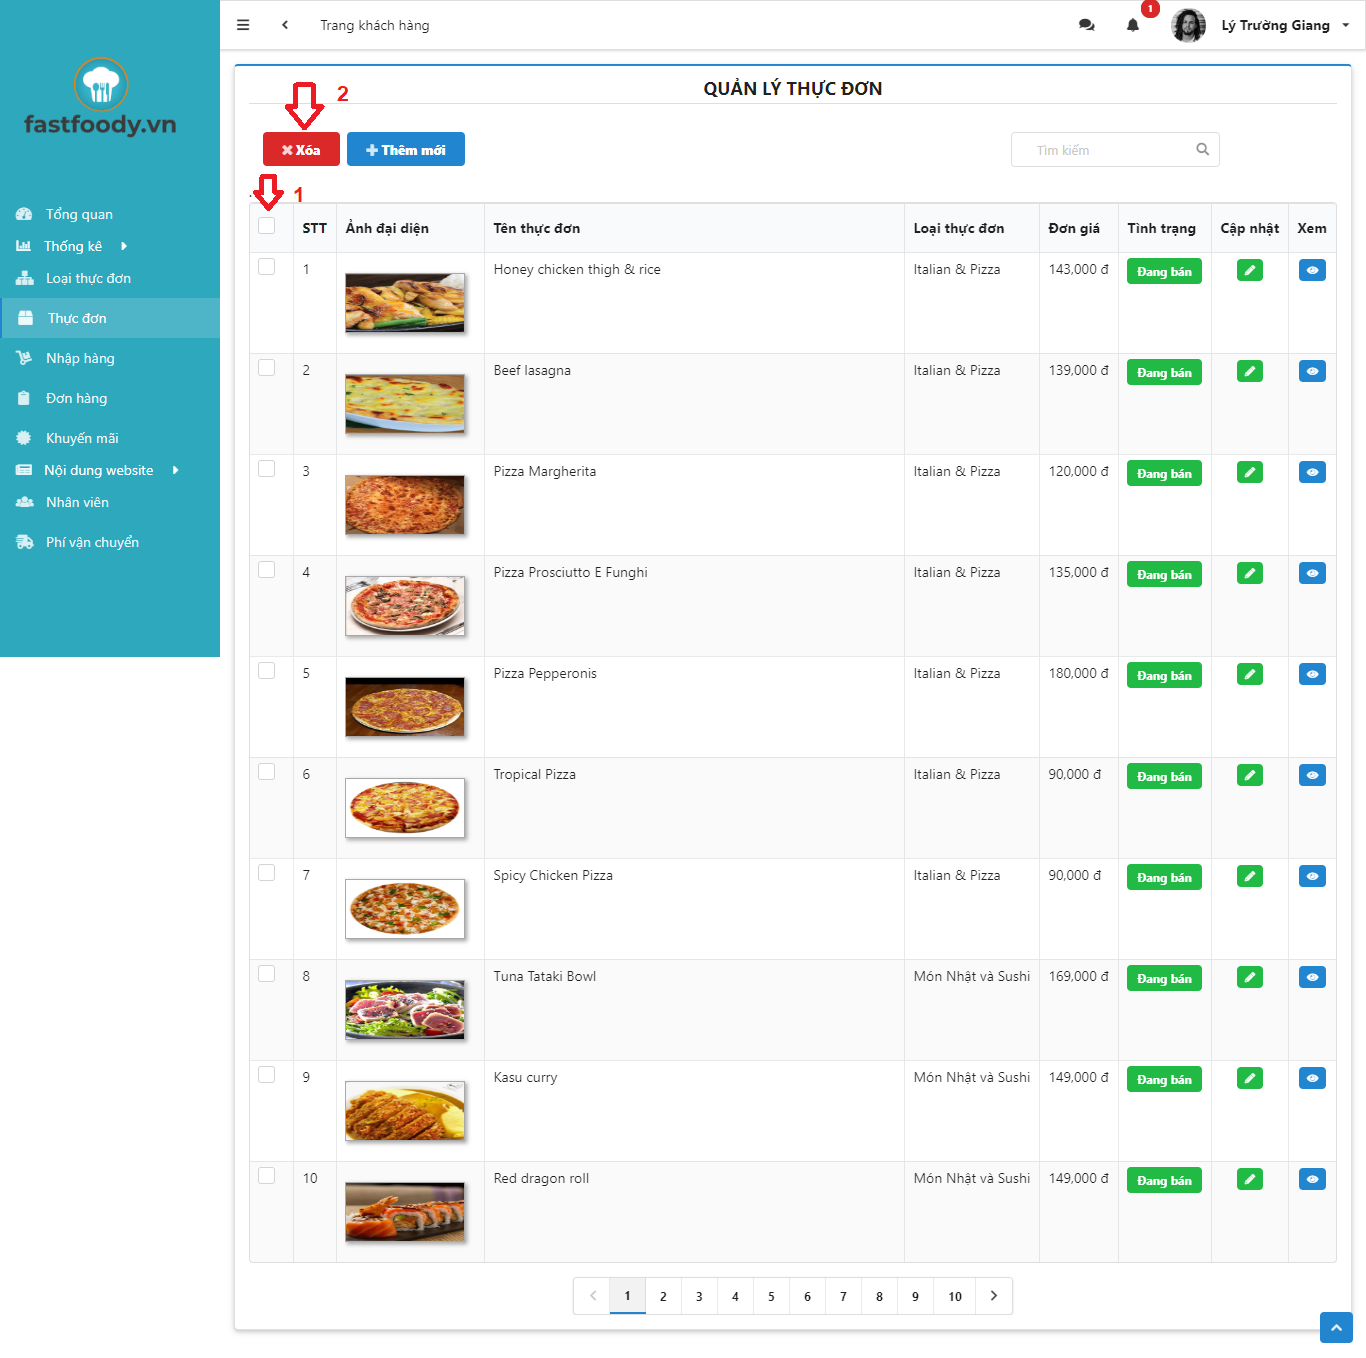 Trang khách hàng
1
Lý Trường Giang
fastfoody.vn
Tổng quan
Thống kê
Loại thực đơn
Thực đơn
Nhập hàng
Đơn hàng
Khuyến mãi
Nội dung website
Nhân viên
Phí vận chuyển
QUẢN LÝ THỰC ĐƠN
2
Xóa
Thêm mới
Tìm kiếm
1
STT Ảnh đại diện Tên thực đơn Loại thực đơn Đơn giá Tình trạng Cập nhật Xem
1 Honey chicken thigh & rice Italian & Pizza 143,000 đ Đang bán
2 Beef lasagna Italian & Pizza 139,000 đ Đang bán
3 Pizza Margherita Italian & Pizza 120,000 đ Đang bán
4 Pizza Prosciutto E Funghi Italian & Pizza 135,000 đ Đang bán
5 Pizza Pepperonis Italian & Pizza 180,000 đ Đang bán
6 Tropical Pizza Italian & Pizza 90,000 đ Đang bán
7 Spicy Chicken Pizza Italian & Pizza 90,000 đ Đang bán
8 Tuna Tataki Bowl Món Nhật và Sushi 169,000 đ Đang bán
9 Kasu curry Món Nhật và Sushi 149,000 đ Đang bán
10 Red dragon roll Món Nhật và Sushi 149,000 đ Đang bán
1 2 3 4 5 6 7 8 9 10